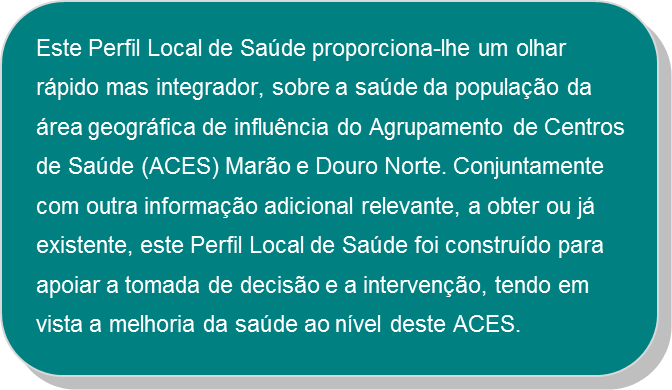 Este Perfil Local de Saúde proporciona-lhe um olhar
rápido mas integrador, sobre a saúde da população da
área geográfica de influência do Agrupamento de Centros
de Saúde (ACES) Marão e Douro Norte. Conjuntamente
com outra informação adicional relevante, a obter ou já
existente, este Perfil Local de Saúde foi construído para
apoiar a tomada de decisão e a intervenção, tendo em
vista a melhoria da saúde ao nível deste ACES.